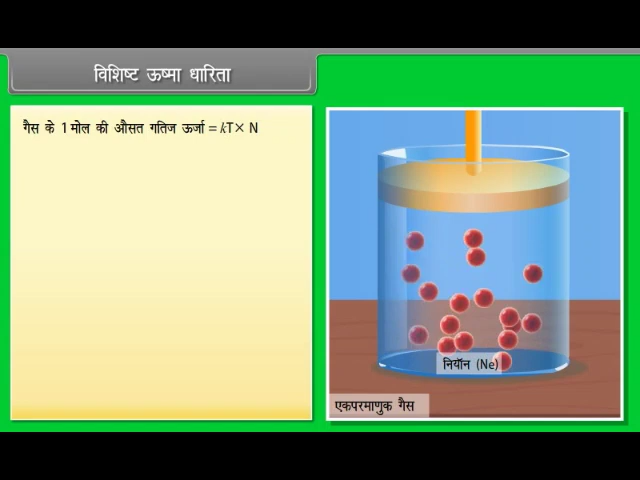 विशिष्ट ऊष्मा धारिता
गैस के 1 मोल की औसत गतिज ऊर्जा = kT× N
नियॉन (Ne)
एकपरमाणुक गैस